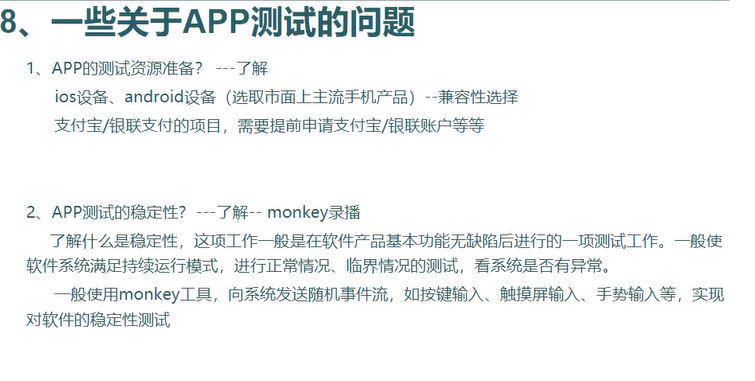 8、一些关于APP测试的问题
1、APP的测试资源准备？ ---了解
ios设备、android设备（选取市面上主流手机产品）--兼容性选择
支付宝/银联支付的项目，需要提前申请支付宝/银联账户等等
2、APP测试的稳定性？ ---了解-- monkey录播
了解什么是稳定性，这项工作一般是在软件产品基本功能无缺陷后进行的一项测试工作。一般使
软件系统满足持续运行模式，进行正常情况、临界情况的测试，看系统是否有异常。
一般使用monkey工具，向系统发送随机事件流，如按键输入、触摸屏输入、手势输入等，实现
对软件的稳定性测试